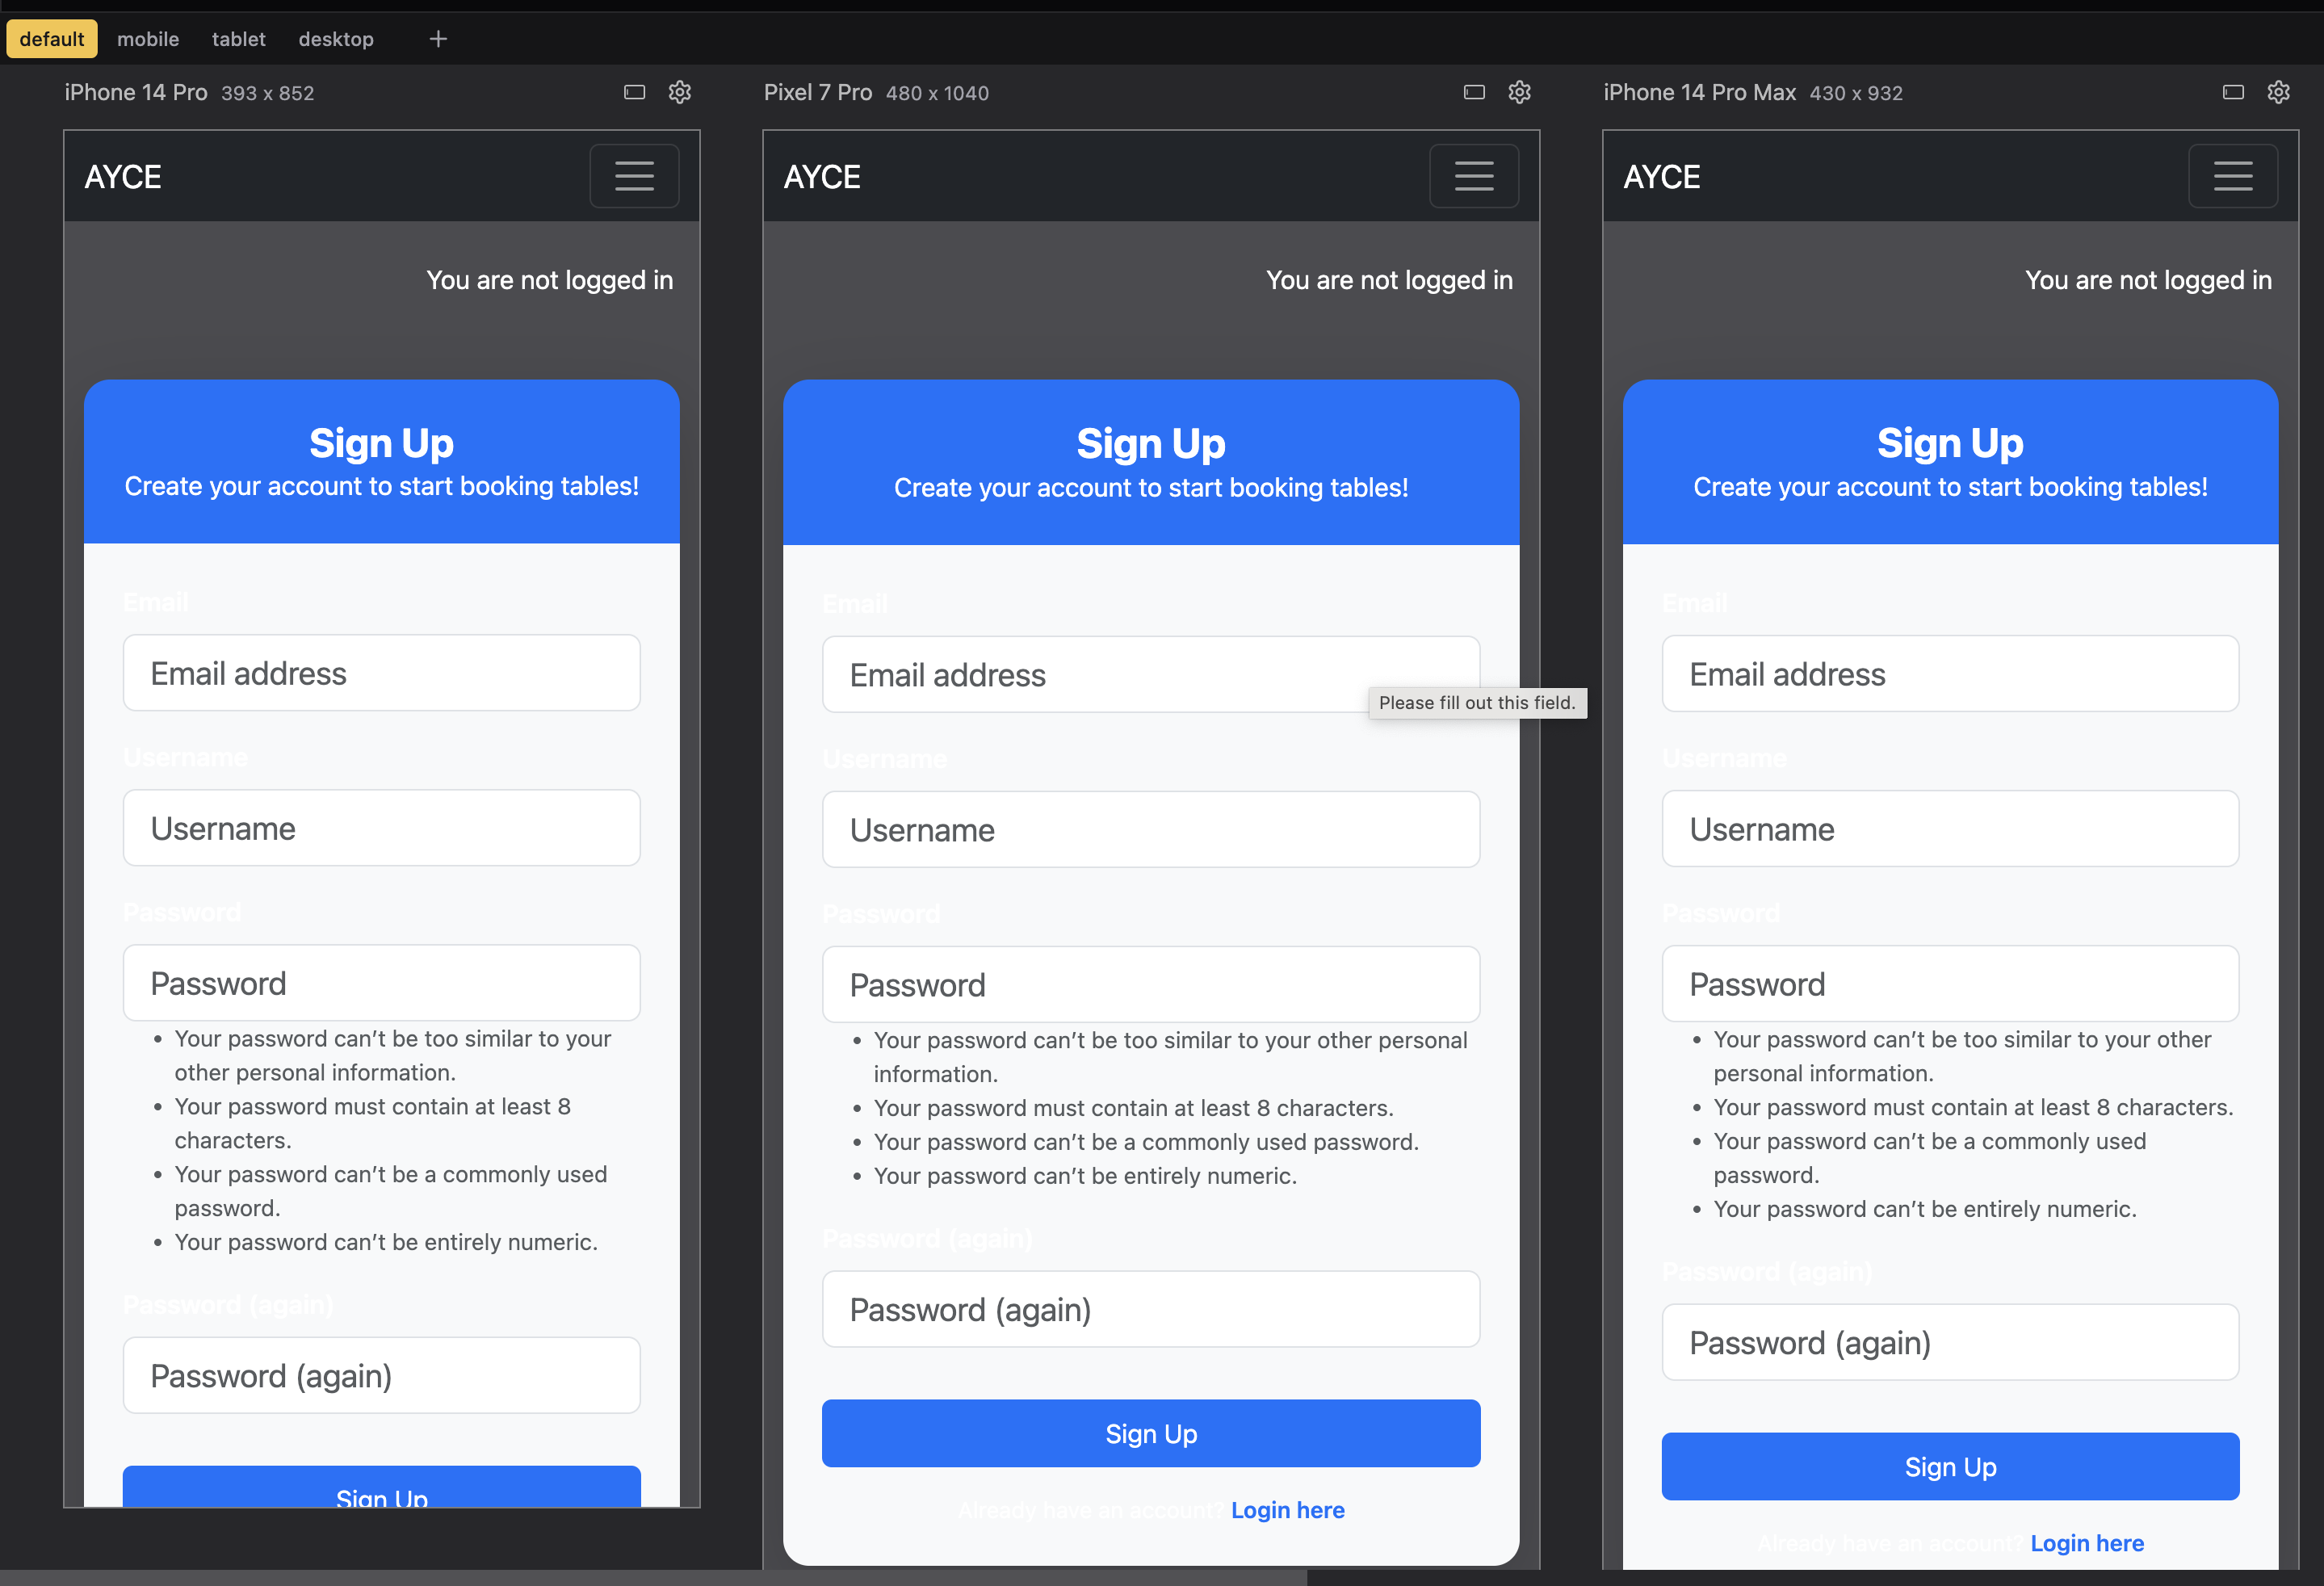 default mobile tablet desktop +
iPhone 14 Pro 393 x 852
AYCE
You are not logged in
Sign Up
Create your account to start booking tables!
Email
Email address
Username
Username
Password
Password
• Your password can’t be too similar to your
other personal information.
• Your password must contain at least 8
characters.
• Your password can’t be a commonly used
password.
• Your password can’t be entirely numeric.
Password (again)
Password (again)
Sign Up
Pixel 7 Pro 480 x 1040
AYCE
You are not logged in
Sign Up
Create your account to start booking tables!
Email
Email address
Please fill out this field.
Username
Username
Password
Password
• Your password can’t be too similar to your other personal
information.
• Your password must contain at least 8 characters.
• Your password can’t be a commonly used password.
• Your password can’t be entirely numeric.
Password (again)
Password (again)
Sign Up
Already have an account? Login here
iPhone 14 Pro Max 430 x 932
AYCE
You are not logged in
Sign Up
Create your account to start booking tables!
Email
Email address
Username
Username
Password
Password
• Your password can’t be too similar to your other
personal information.
• Your password must contain at least 8 characters.
• Your password can’t be a commonly used
password.
• Your password can’t be entirely numeric.
Password (again)
Password (again)
Sign Up
Already have an account? Login here